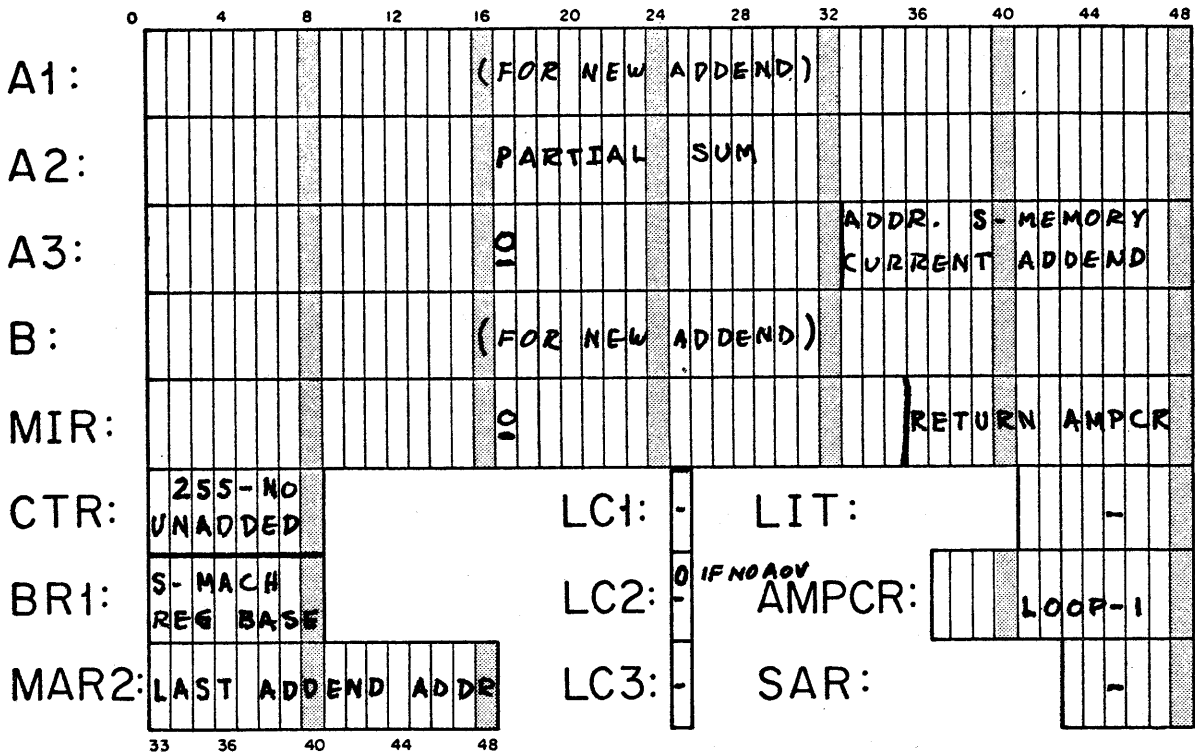 0 4 8 12 16 20 24 28 32 36 40 44 48
A1: (FOR NEW ADDEND)
A2: PARTIAL SUM
A3: 0 ADDR. S-MEMORY
CURRENT ADDEND
B: (FOR NEW ADDEND)
MIR: 0 RETURN AMPCR
CTR: 255-NO
UNADDED
LC1: - LIT: -
BR1: S-MACH
REG BASE
LC2: 0 IF NO AOV
-
AMPCR: LOOP-1
MAR2: LAST ADDEND ADDR
LC3: - SAR: -
33 36 40 44 48